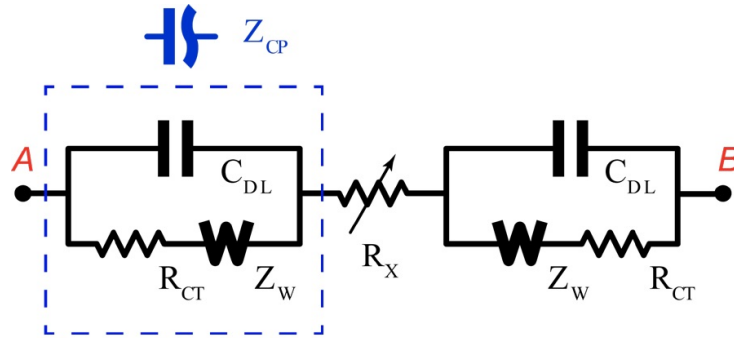 Z_CP
A
C_DL
R_CT
Z_W
R_X
C_DL
Z_W
R_CT
B